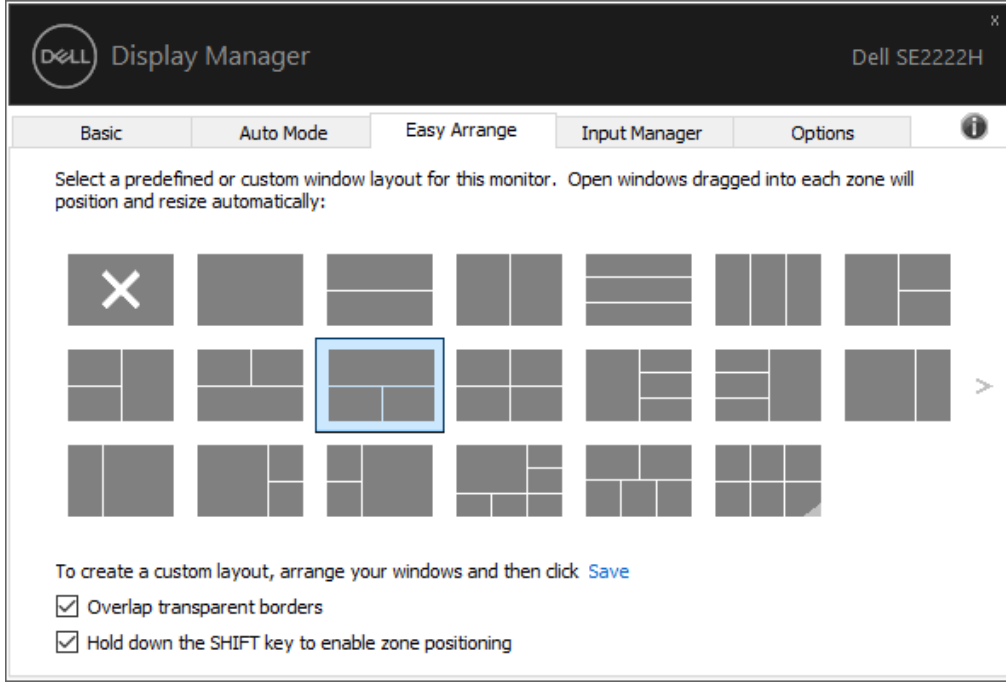 x
DELL Display Manager Dell SE2222H
Basic Auto Mode Easy Arrange Input Manager Options
Select a predefined or custom window layout for this monitor. Open windows dragged into each zone will
position and resize automatically:
>
To create a custom layout, arrange your windows and then click Save
Overlap transparent borders
Hold down the SHIFT key to enable zone positioning